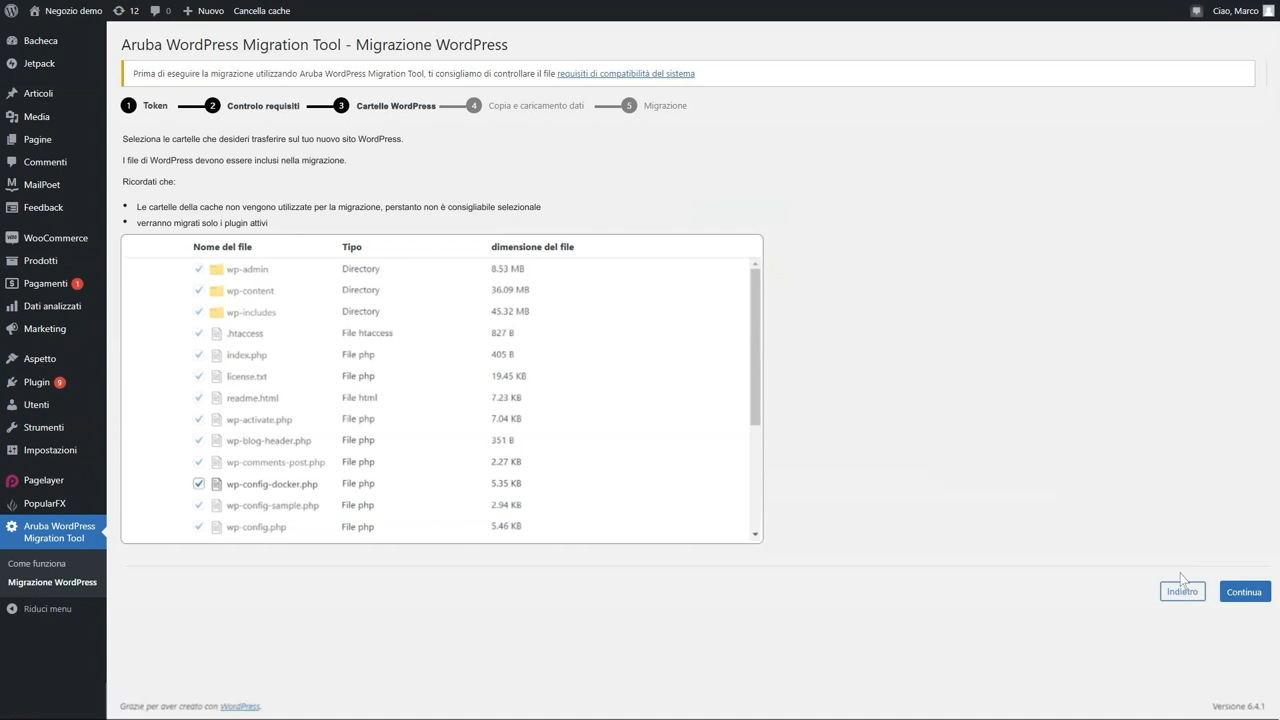 Negozio demo 12 0 Nuovo Cancella cache Ciao, Marco
Bacheca
Jetpack
Articoli
Media
Pagine
Commenti
MailPoet
Feedback
WooCommerce
Prodotti
Pagamenti 1
Dati analizzati
Marketing
Aspetto
Plugin 9
Utenti
Strumenti
Impostazioni
Pagelayer
PopularFX
Aruba WordPress
Migration Tool
Come funziona
Migrazione WordPress
Riduci menu
Aruba WordPress Migration Tool - Migrazione WordPress
Prima di eseguire la migrazione utilizzando Aruba WordPress Migration Tool, ti consigliamo di controllare il file requisiti di compatibilità del sistema
1 Token 2 Controlo requisiti 3 Cartelle WordPress 4 Copia e caricamento dati 5 Migrazione
Seleziona le cartelle che desideri trasferire sul tuo nuovo sito WordPress.
I file di WordPress devono essere inclusi nella migrazione.
Ricordati che:
• Le cartelle della cache non vengono utilizzate per la migrazione, perstanto non è consigliabile selezionale
• verranno migrati solo i plugin attivi
Nome del file Tipo dimensione del file
wp-admin Directory 8.53 MB
wp-content Directory 36.09 MB
wp-includes Directory 45.32 MB
.htaccess File htaccess 827 B
index.php File php 405 B
license.txt File php 19.45 KB
readme.html File html 7.23 KB
wp-activate.php File php 7.04 KB
wp-blog-header.php File php 351 B
wp-comments-post.php File php 2.27 KB
wp-config-docker.php File php 5.35 KB
wp-config-sample.php File php 2.94 KB
wp-config.php File php 5.46 KB
Indietro Continua
Grazie per aver creato con WordPress. Versione 6.4.1